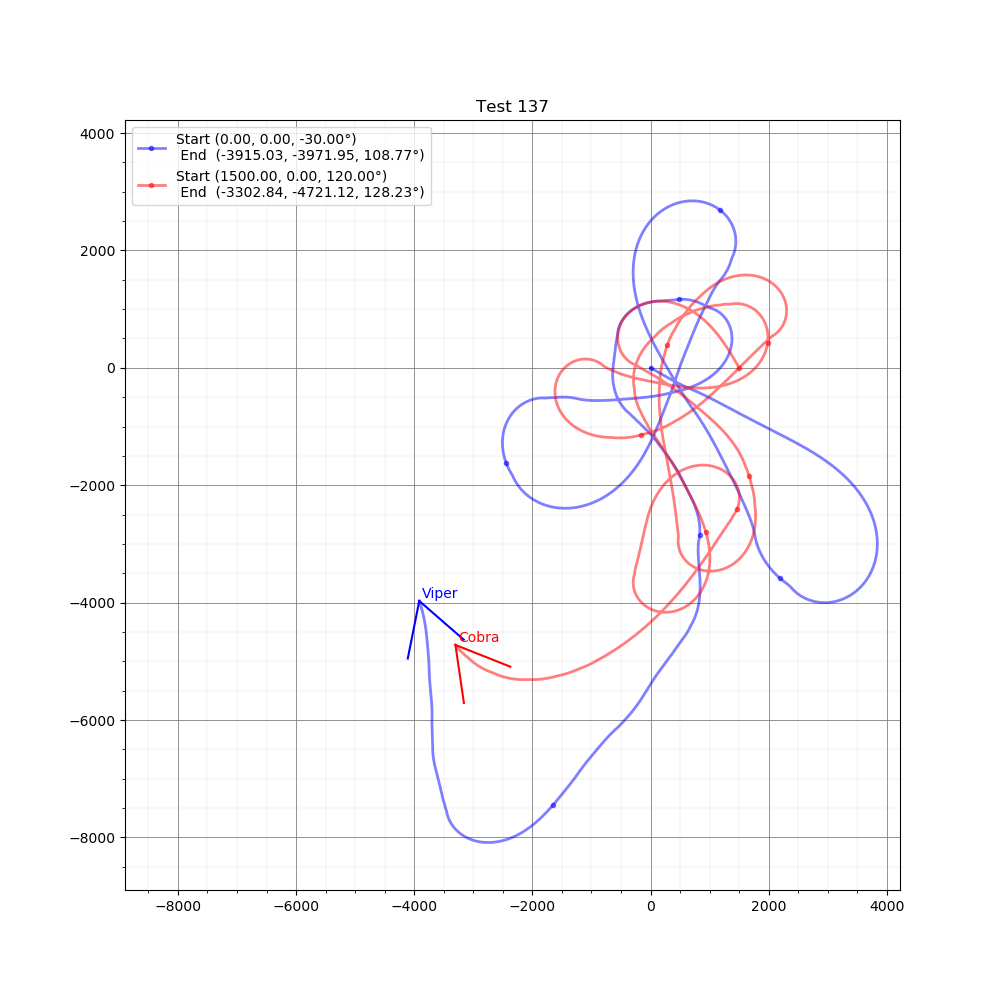 Test 137
Start (0.00, 0.00, -30.00°)
End  (-3915.03, -3971.95, 108.77°)
Start (1500.00, 0.00, 120.00°)
End  (-3302.84, -4721.12, 128.23°)
4000
2000
0
−2000
−4000
−6000
−8000
Viper
Cobra
−8000 −6000 −4000 −2000 0 2000 4000